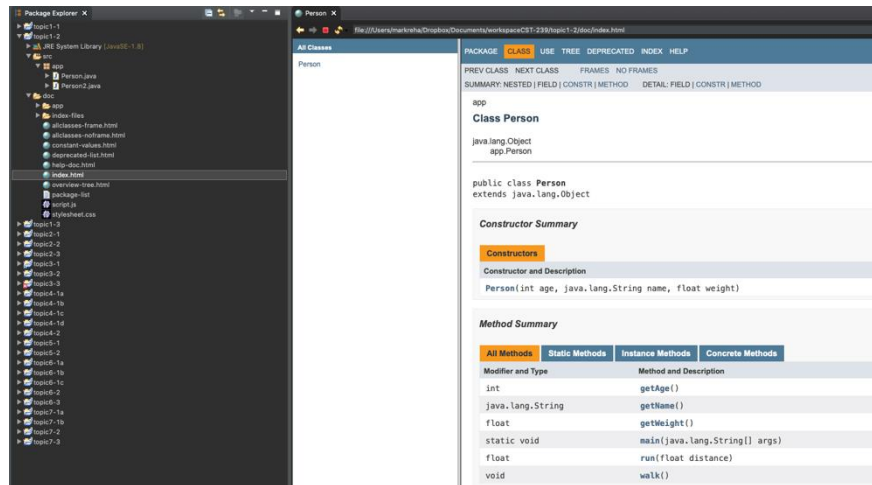 Package Explorer
topic1-1
topic1-2
JRE System Library [JavaSE-1.8]
src
app
Person.java
Person2.java
doc
app
index-files
allclasses-frame.html
allclasses-noframe.html
constant-values.html
deprecated-list.html
help-doc.html
index.html
overview-tree.html
package-list
script.js
stylesheet.css
topic1-3
topic2-1
topic2-2
topic2-3
topic3-1
topic3-2
topic3-3
topic4-1a
topic4-1b
topic4-1c
topic4-1d
topic4-2
topic5-1
topic5-2
topic6-1a
topic6-1b
topic6-1c
topic6-2
topic6-3
topic7-1a
topic7-1b
topic7-2
topic7-3
Person
file:///Users/markreha/Dropbox/Documents/workspaceCST-239/topic1-2/doc/index.html
All Classes
Person
PACKAGE CLASS USE TREE DEPRECATED INDEX HELP
PREV CLASS NEXT CLASS FRAMES NO FRAMES
SUMMARY: NESTED | FIELD | CONSTR | METHOD DETAIL: FIELD | CONSTR | METHOD
app
Class Person
java.lang.Object
app.Person
public class Person
extends java.lang.Object
Constructor Summary
Constructors
Constructor and Description
Person(int age, java.lang.String name, float weight)
Method Summary
All Methods Static Methods Instance Methods Concrete Methods
Modifier and Type Method and Description
int getAge()
java.lang.String getName()
float getWeight()
static void main(java.lang.String[] args)
float run(float distance)
void walk()